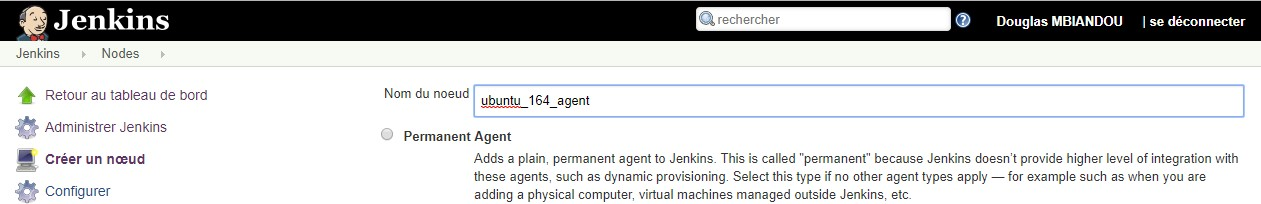 Jenkins
rechercher
Douglas MBIANDOU
| se déconnecter
Jenkins
Nodes
Retour au tableau de bord
Administrer Jenkins
Créer un nœud
Configurer
Nom du noeud
ubuntu_164_agent
Permanent Agent
Adds a plain, permanent agent to Jenkins. This is called "permanent" because Jenkins doesn't provide higher level of integration with
these agents, such as dynamic provisioning. Select this type if no other agent types apply — for example such as when you are
adding a physical computer, virtual machines managed outside Jenkins, etc.